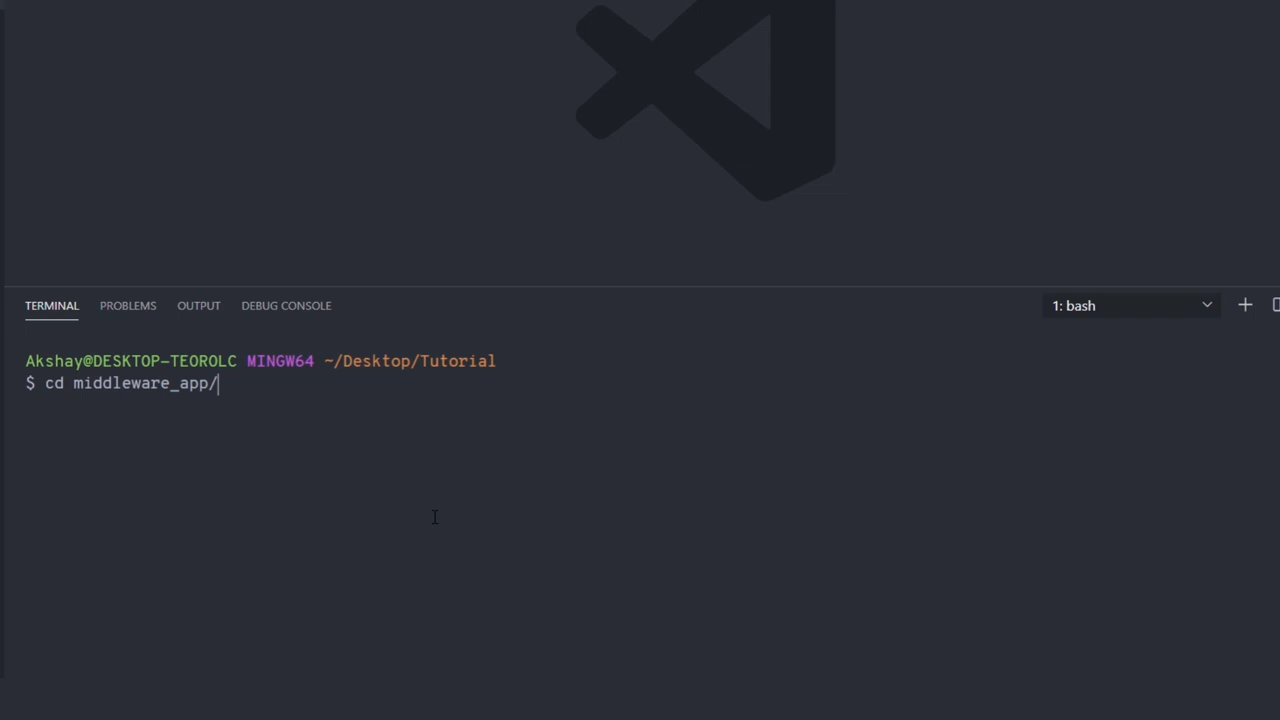 TERMINAL PROBLEMS OUTPUT DEBUG CONSOLE 1: bash
Akshay@DESKTOP-TEOROLC MINGW64 ~/Desktop/Tutorial
$ cd middleware_app/